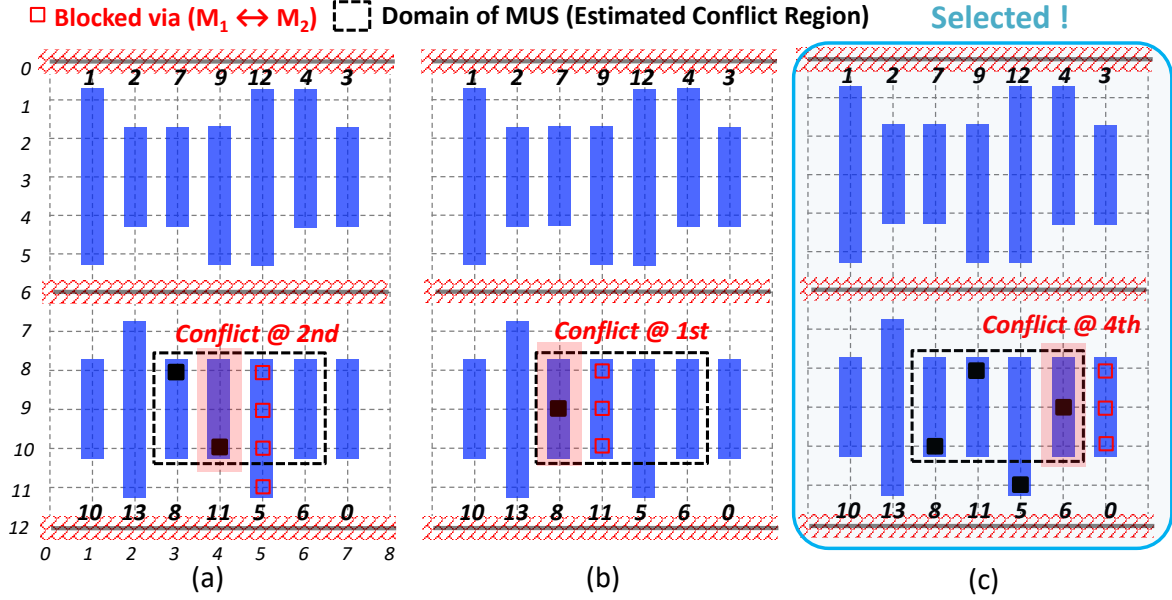 Blocked via (M₁ ↔ M₂) Domain of MUS (Estimated Conflict Region) Selected !
0 1 2 7 9 12 4 3 1 2 7 9 12 4 3 1 2 7 9 12 4 3
1
2
3
4
5
6
7 Conflict @ 2nd Conflict @ 1st Conflict @ 4th
8
9
10
11
10 13 8 11 5 6 0 10 13 8 11 5 6 0 10 13 8 11 5 6 0
12
0 1 2 3 4 5 6 7 8
(a) (b) (c)